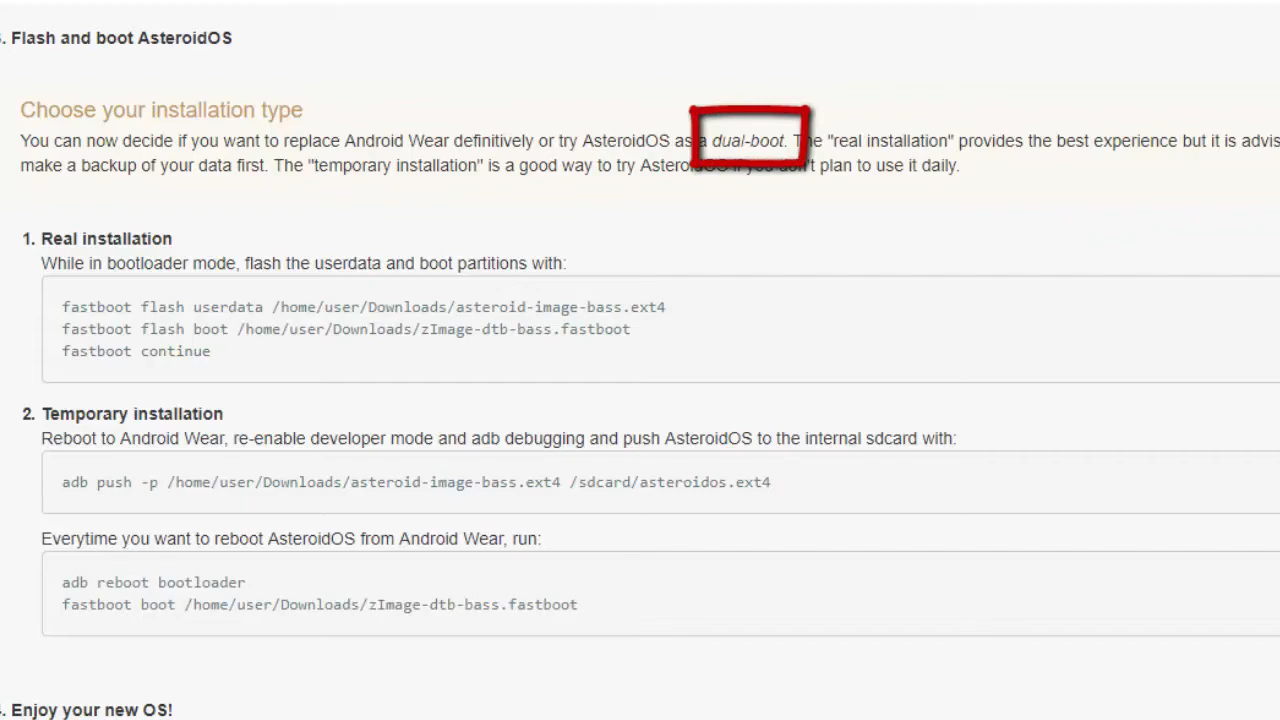 . Flash and boot AsteroidOS
Choose your installation type
You can now decide if you want to replace Android Wear definitively or try AsteroidOS as a dual-boot. The "real installation" provides the best experience but it is advis
make a backup of your data first. The "temporary installation" is a good way to try AsteroidOS if you don't plan to use it daily.
1. Real installation
While in bootloader mode, flash the userdata and boot partitions with:
fastboot flash userdata /home/user/Downloads/asteroid-image-bass.ext4
fastboot flash boot /home/user/Downloads/zImage-dtb-bass.fastboot
fastboot continue
2. Temporary installation
Reboot to Android Wear, re-enable developer mode and adb debugging and push AsteroidOS to the internal sdcard with:
adb push -p /home/user/Downloads/asteroid-image-bass.ext4 /sdcard/asteroidos.ext4
Everytime you want to reboot AsteroidOS from Android Wear, run:
adb reboot bootloader
fastboot boot /home/user/Downloads/zImage-dtb-bass.fastboot
. Enjoy your new OS!